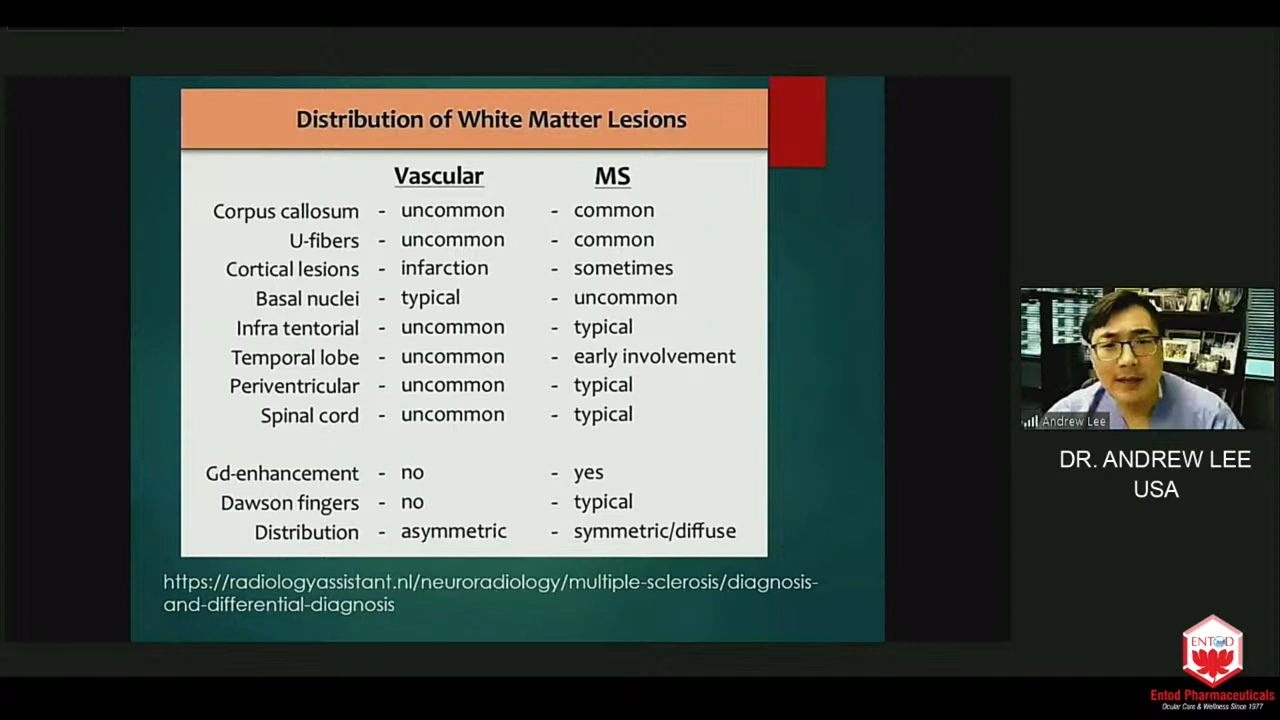 Distribution of White Matter Lesions
Vascular MS
Corpus callosum - uncommon - common
U-fibers - uncommon - common
Cortical lesions - infarction - sometimes
Basal nuclei - typical - uncommon
Infra tentorial - uncommon - typical
Temporal lobe - uncommon - early involvement
Periventricular - uncommon - typical
Spinal cord - uncommon - typical
Gd-enhancement - no - yes
Dawson fingers - no - typical
Distribution - asymmetric - symmetric/diffuse
https://radiologyassistant.nl/neuroradiology/multiple-sclerosis/diagnosis-
and-differential-diagnosis
Andrew Lee
DR. ANDREW LEE
USA
ENTOD
Entod Pharmaceuticals
Ocular Care & Wellness Since 1977